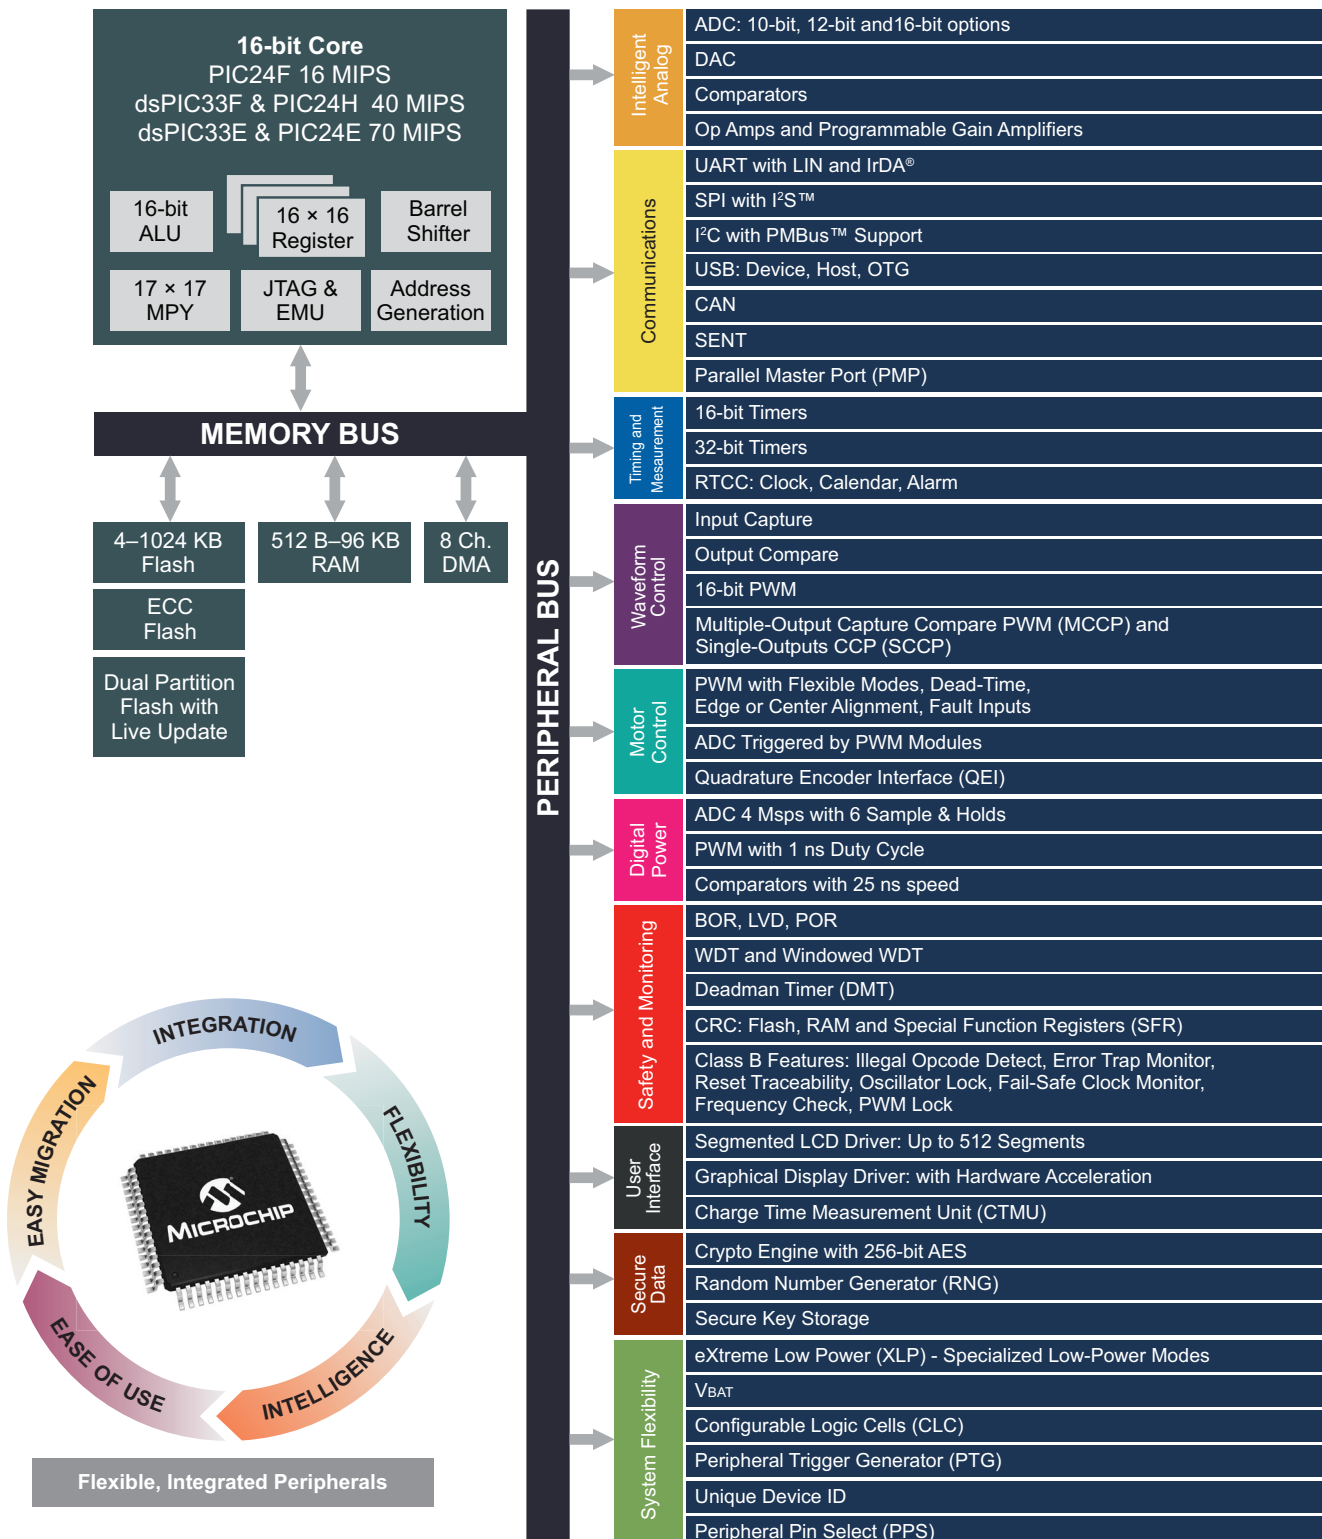 16-bit Core
PIC24F 16 MIPS
dsPIC33F & PIC24H 40 MIPS
dsPIC33E & PIC24E 70 MIPS
16-bit
ALU
16 × 16
Register
Barrel
Shifter
17 × 17
MPY
JTAG &
EMU
Address
Generation
MEMORY BUS
4–1024 KB
Flash
512 B–96 KB
RAM
8 Ch.
DMA
ECC
Flash
Dual Partition
Flash with
Live Update
PERIPHERAL BUS
Intelligent
Analog
ADC: 10-bit, 12-bit and16-bit options
DAC
Comparators
Op Amps and Programmable Gain Amplifiers
Communications
UART with LIN and IrDA®
SPI with I²S™
I²C with PMBus™ Support
USB: Device, Host, OTG
CAN
SENT
Parallel Master Port (PMP)
Timing and
Mesaurement
16-bit Timers
32-bit Timers
RTCC: Clock, Calendar, Alarm
Waveform
Control
Input Capture
Output Compare
16-bit PWM
Multiple-Output Capture Compare PWM (MCCP) and
Single-Outputs CCP (SCCP)
Motor
Control
PWM with Flexible Modes, Dead-Time,
Edge or Center Alignment, Fault Inputs
ADC Triggered by PWM Modules
Quadrature Encoder Interface (QEI)
Digital
Power
ADC 4 Msps with 6 Sample & Holds
PWM with 1 ns Duty Cycle
Comparators with 25 ns speed
Safety and Monitoring
BOR, LVD, POR
WDT and Windowed WDT
Deadman Timer (DMT)
CRC: Flash, RAM and Special Function Registers (SFR)
Class B Features: Illegal Opcode Detect, Error Trap Monitor,
Reset Traceability, Oscillator Lock, Fail-Safe Clock Monitor,
Frequency Check, PWM Lock
User
Interface
Segmented LCD Driver: Up to 512 Segments
Graphical Display Driver: with Hardware Acceleration
Charge Time Measurement Unit (CTMU)
Secure
Data
Crypto Engine with 256-bit AES
Random Number Generator (RNG)
Secure Key Storage
System Flexibility
eXtreme Low Power (XLP) - Specialized Low-Power Modes
VBAT
Configurable Logic Cells (CLC)
Peripheral Trigger Generator (PTG)
Unique Device ID
Peripheral Pin Select (PPS)
INTEGRATION
FLEXIBILITY
INTELLIGENCE
EASE OF USE
EASY MIGRATION
MICROCHIP
Flexible, Integrated Peripherals